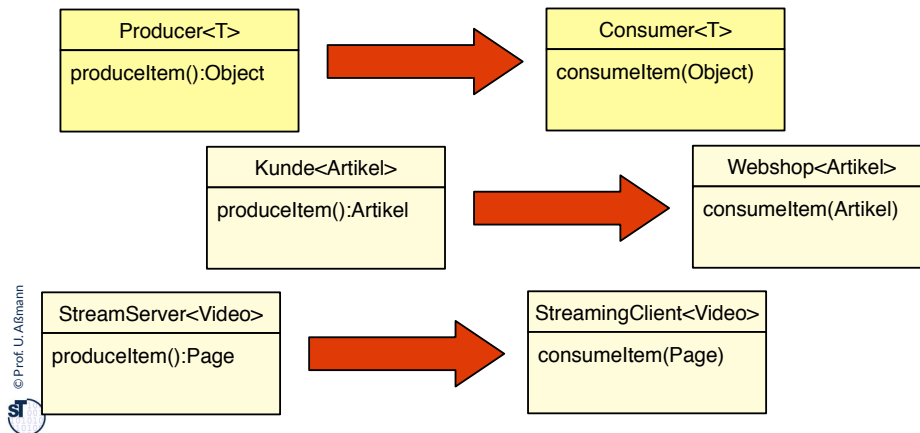 Producer<T>
produceItem():Object
Consumer<T>
consumeItem(Object)
Kunde<Artikel>
produceItem():Artikel
Webshop<Artikel>
consumeItem(Artikel)
StreamServer<Video>
produceItem():Page
StreamingClient<Video>
consumeItem(Page)
© Prof. U. Aßmann
ST